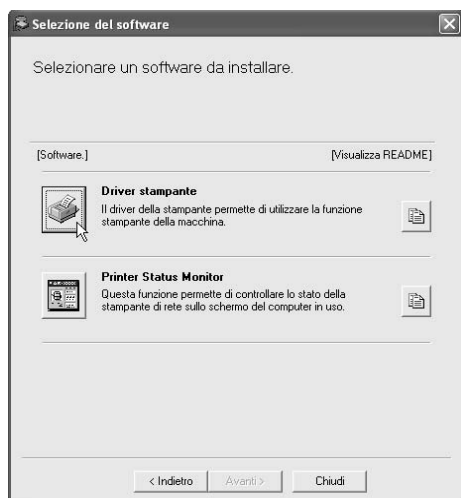 Selezione del software
Selezionare un software da installare.
[Software.] [Visualizza README]
Driver stampante
Il driver della stampante permette di utilizzare la funzione
stampante della macchina.
Printer Status Monitor
Questa funzione permette di controllare lo stato della
stampante di rete sullo schermo del computer in uso.
< Indietro Avanti > Chiudi